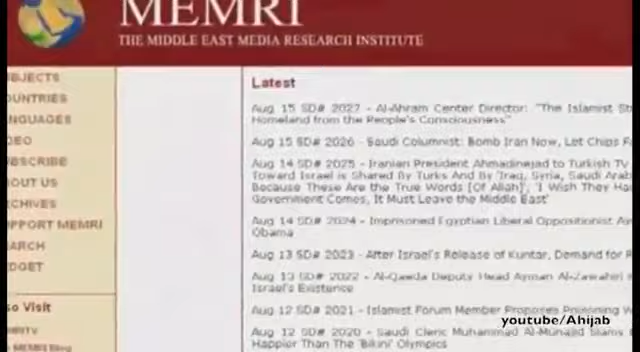 MEMRI
THE MIDDLE EAST MEDIA RESEARCH INSTITUTE
UBJECTS
OUNTRIES
NGUAGES
DEO
UBSCRIBE
OUT US
CHIVES
PPORT MEMRI
ARCH
DGET
so Visit
MEMRI Blog
Latest
Aug 15 SD# 2027 - Al-Ahram Center Director: "The Islamist St
Homeland from the People's Consciousness"
Aug 15 SD# 2026 - Saudi Columnist: Bomb Iran Now, Let Chips F
Aug 14 SD# 2025 - Iranian President Ahmadinejad to Turkish TV
Toward Israel is Shared By Turks And By 'Iraq, Syria, Saudi Arab
Because These Are the True Words [Of Allah]', 'I Wish They Ha
Government Comes, It Must Leave the Middle East'
Aug 14 SD# 2024 - Imprisoned Egyptian Liberal Oppositionist Ay
Obama
Aug 13 SD# 2023 - After Israel's Release of Kuntar, Demand for R
Aug 13 SD# 2022 - Al-Qaeda Deputy Head Ayman Al-Zawahiri
Israel's Existence
Aug 12 SD# 2021 - Islamist Forum Member Proposes Poisoning W
Aug 12 SD# 2020 - Saudi Cleric Muhammad Al-Munajid Slams
Happier Than The 'Bikini' Olympics
youtube/Ahijab